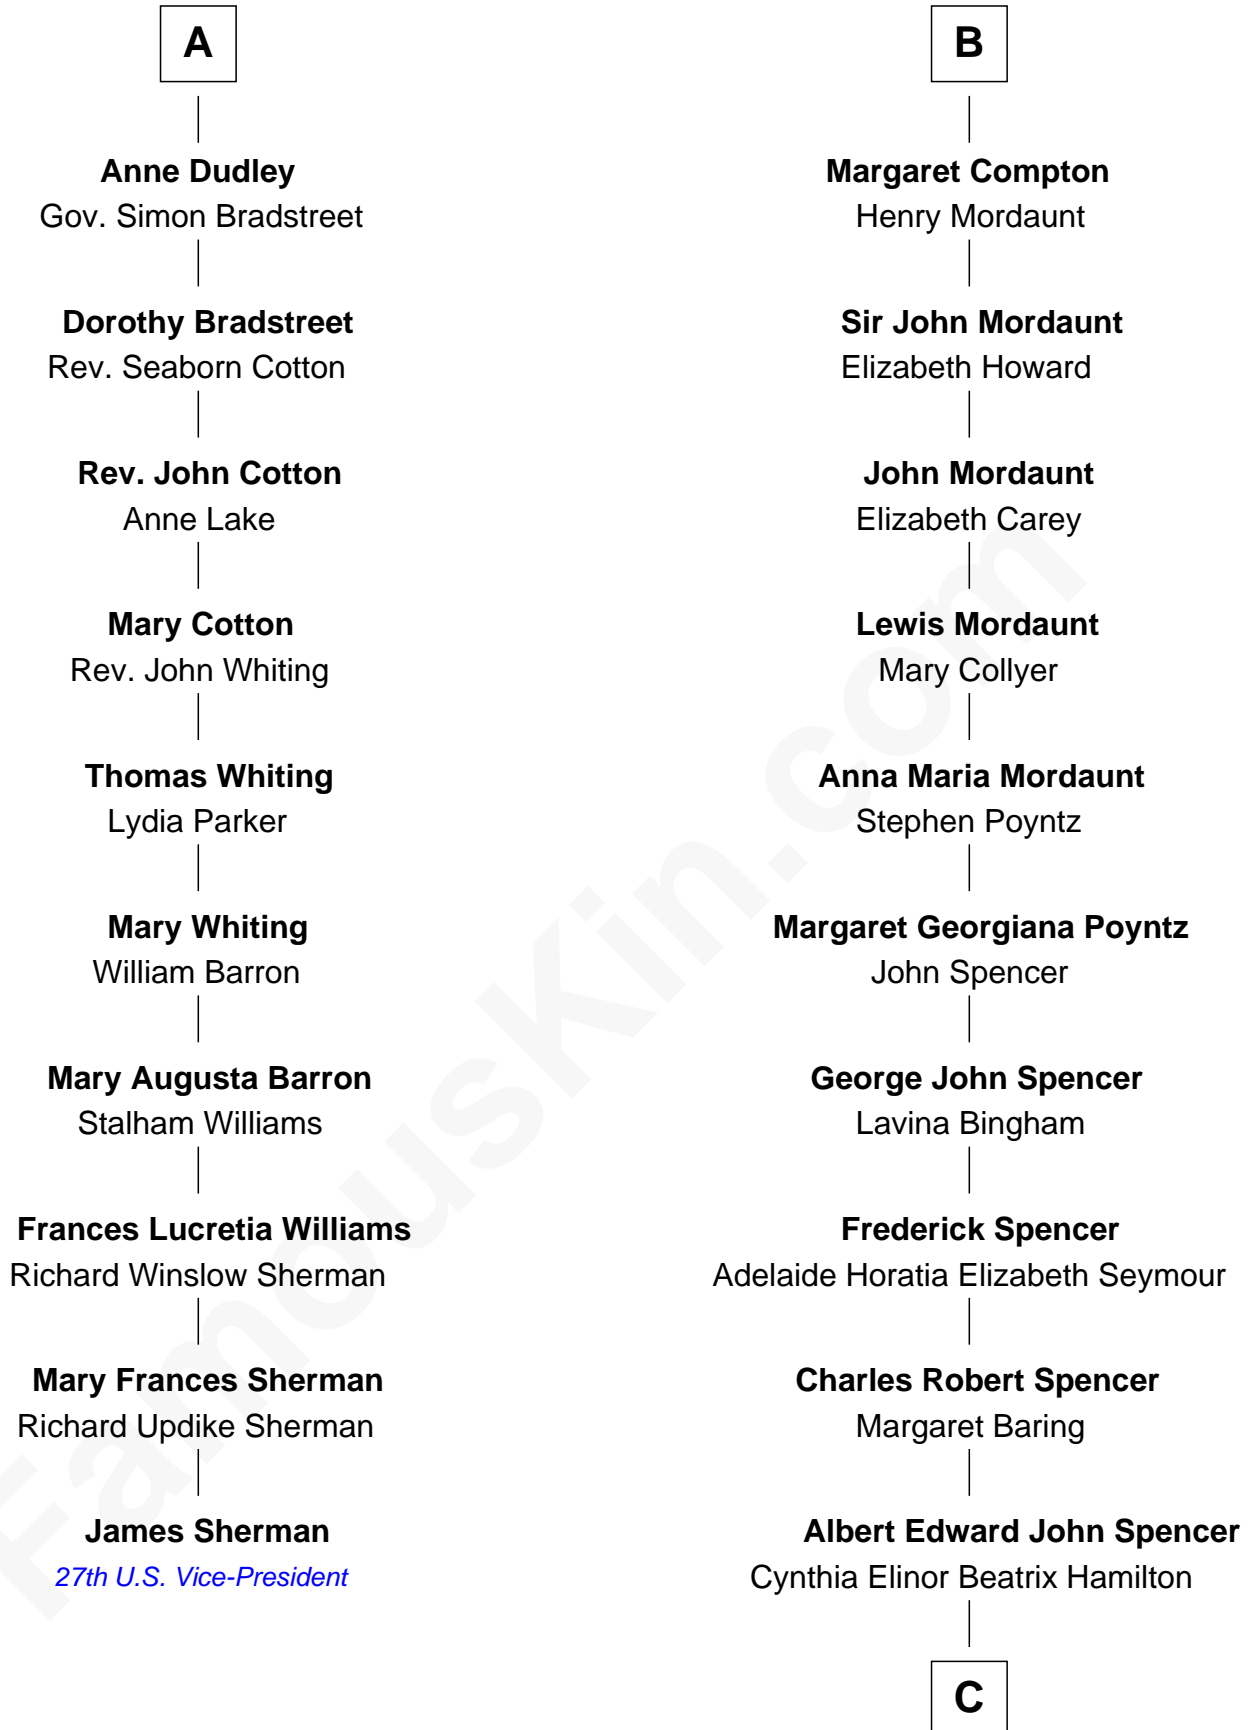 A
Anne Dudley
Gov. Simon Bradstreet
Dorothy Bradstreet
Rev. Seaborn Cotton
Rev. John Cotton
Anne Lake
Mary Cotton
Rev. John Whiting
Thomas Whiting
Lydia Parker
Mary Whiting
William Barron
Mary Augusta Barron
Stalham Williams
Frances Lucretia Williams
Richard Winslow Sherman
Mary Frances Sherman
Richard Updike Sherman
James Sherman
27th U.S. Vice-President
B
Margaret Compton
Henry Mordaunt
Sir John Mordaunt
Elizabeth Howard
John Mordaunt
Elizabeth Carey
Lewis Mordaunt
Mary Collyer
Anna Maria Mordaunt
Stephen Poyntz
Margaret Georgiana Poyntz
John Spencer
George John Spencer
Lavina Bingham
Frederick Spencer
Adelaide Horatia Elizabeth Seymour
Charles Robert Spencer
Margaret Baring
Albert Edward John Spencer
Cynthia Elinor Beatrix Hamilton
C
FamousKin.com